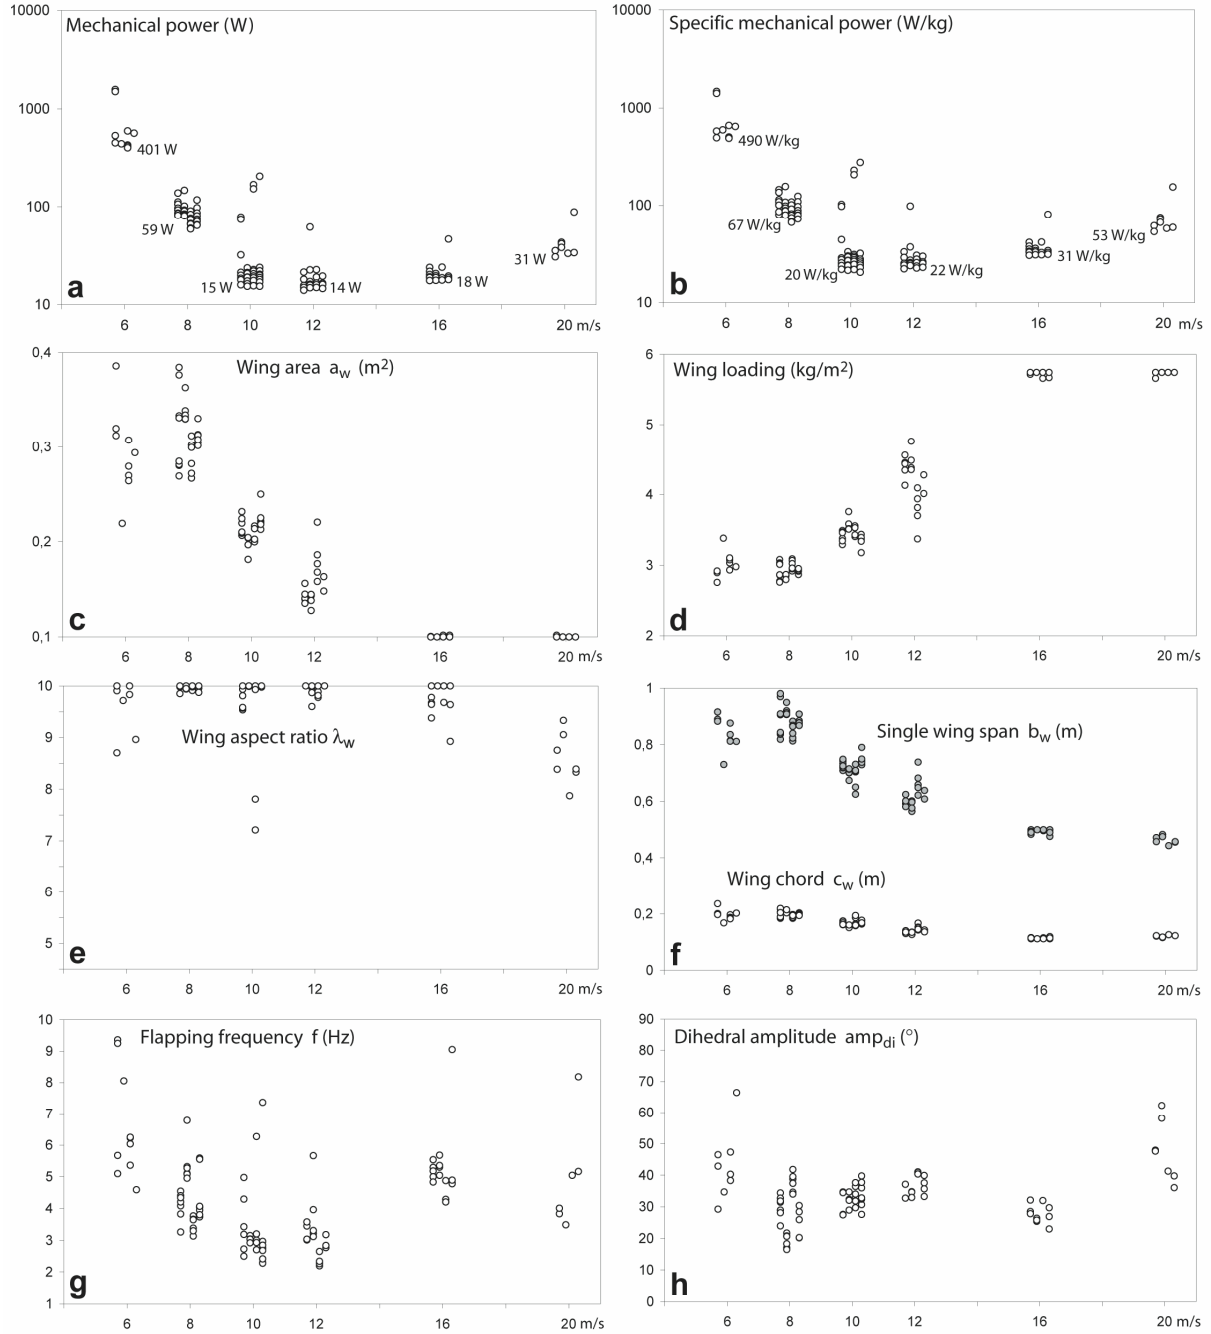 10000
Mechanical power (W)
1000
401 W
100
59 W
31 W
15 W
14 W
18 W
a
10
6
8
10
12
16
20 m/s
10000
Specific mechanical power (W/kg)
1000
490 W/kg
100
67 W/kg
53 W/kg
20 W/kg
22 W/kg
31 W/kg
b
10
6
8
10
12
16
20 m/s
0,4
Wing area aw (m2)
0,3
0,2
c
0,1
6
8
10
12
16
20 m/s
6
Wing loading (kg/m2)
5
4
3
d
2
6
8
10
12
16
20 m/s
10
9
Wing aspect ratio λw
8
7
6
5
e
6
8
10
12
16
20 m/s
1
Single wing span bw (m)
0,8
0,6
0,4
Wing chord cw (m)
0,2
f
0
6
8
10
12
16
20 m/s
10
Flapping frequency f (Hz)
9
8
7
6
5
4
3
2
g
1
6
8
10
12
16
20 m/s
90
Dihedral amplitude ampdi (°)
80
70
60
50
40
30
20
10
h
0
6
8
10
12
16
20 m/s